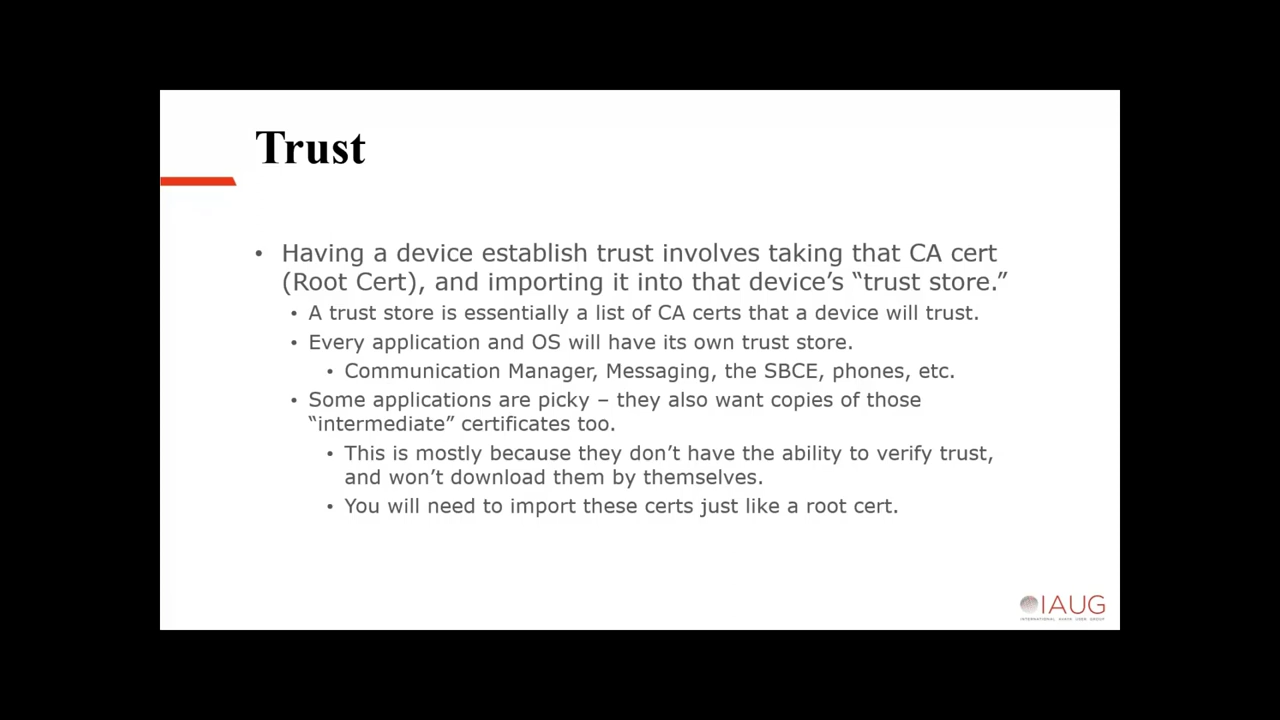 Trust
• Having a device establish trust involves taking that CA cert
(Root Cert), and importing it into that device’s “trust store.”
• A trust store is essentially a list of CA certs that a device will trust.
• Every application and OS will have its own trust store.
• Communication Manager, Messaging, the SBCE, phones, etc.
• Some applications are picky – they also want copies of those
“intermediate” certificates too.
• This is mostly because they don’t have the ability to verify trust,
and won’t download them by themselves.
• You will need to import these certs just like a root cert.
IAUG
INTERNATIONAL AVAYA USER GROUP